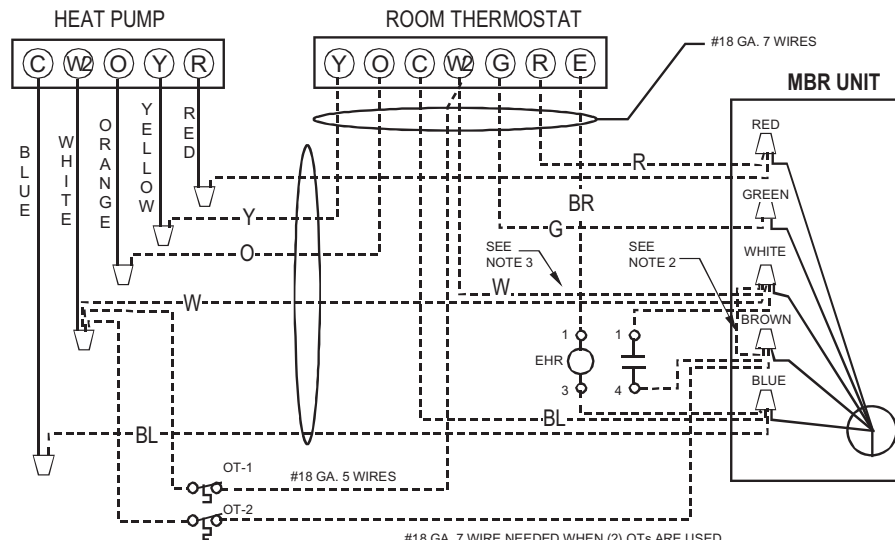 HEAT PUMP
ROOM THERMOSTAT
#18 GA. 7 WIRES
C W2 O Y R
Y O C W2 G R E
MBR UNIT
BLUE
WHITE
ORANGE
YELLOW
RED
RED
R
GREEN
BR
Y
G
O
SEE
NOTE 3
SEE
NOTE 2
WHITE
W
W
BROWN
1
1
EHR
3
4
BLUE
BL
BL
OT-1
#18 GA. 5 WIRES
OT-2
#18 GA. 7 WIRE NEEDED WHEN (2) OTs ARE USED